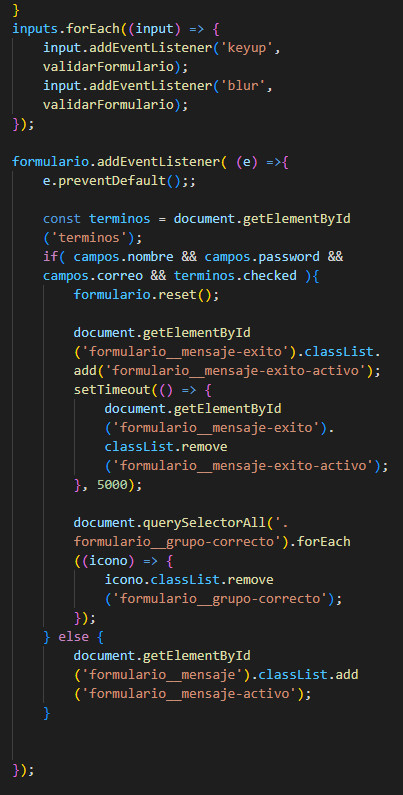 }
inputs.forEach((input) => {
    input.addEventListener('keyup',
    validarFormulario);
    input.addEventListener('blur',
    validarFormulario);
});

formulario.addEventListener( (e) =>{
    e.preventDefault();;

    const terminos = document.getElementById
    ('terminos');
    if( campos.nombre && campos.password &&
    campos.correo && terminos.checked ){
        formulario.reset();

        document.getElementById
        ('formulario__mensaje-exito').classList.
        add('formulario__mensaje-exito-activo');
        setTimeout(() => {
            document.getElementById
            ('formulario__mensaje-exito').
            classList.remove
            ('formulario__mensaje-exito-activo');
        }, 5000);

        document.querySelectorAll('.
        formulario__grupo-correcto').forEach
        ((icono) => {
            icono.classList.remove
            ('formulario__grupo-correcto');
        });
    } else {
        document.getElementById
        ('formulario__mensaje').classList.add
        ('formulario__mensaje-activo');
    }

});